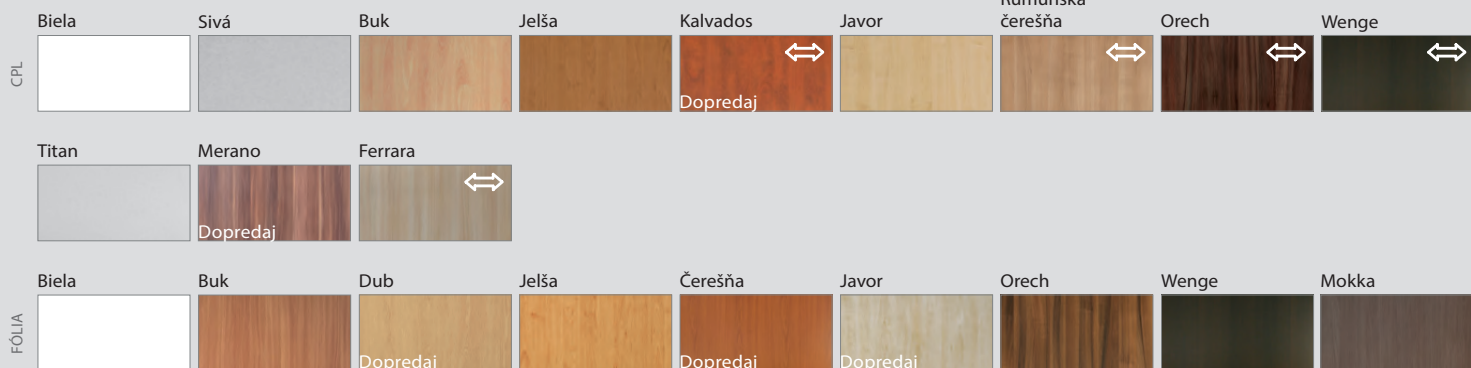 Rumunská
Biela Sivá Buk Jelša Kalvados Javor čerešňa Orech Wenge
CPL
Dopredaj
Titan Merano Ferrara
Dopredaj
Biela Buk Dub Jelša Čerešňa Javor Orech Wenge Mokka
FÓLIA
Dopredaj Dopredaj Dopredaj